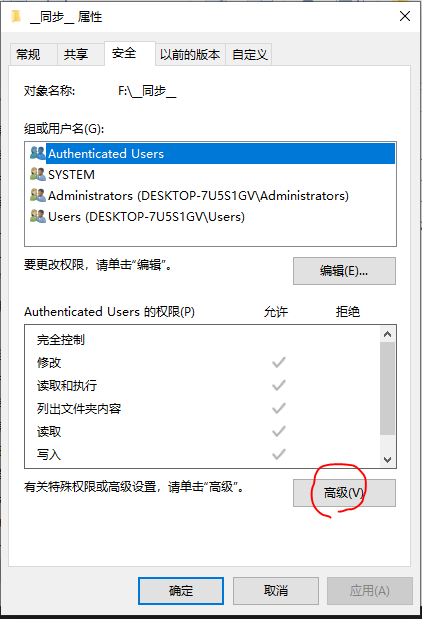 __同步__ 属性
常规 共享 安全 以前的版本 自定义
对象名称: F:\__同步__
组或用户名(G):
Authenticated Users
SYSTEM
Administrators (DESKTOP-7U5S1GV\Administrators)
Users (DESKTOP-7U5S1GV\Users)
要更改权限，请单击"编辑"。
编辑(E)...
Authenticated Users 的权限(P) 允许 拒绝
完全控制
修改
读取和执行
列出文件夹内容
读取
写入
有关特殊权限或高级设置，请单击"高级"。
高级(V)
确定 取消 应用(A)